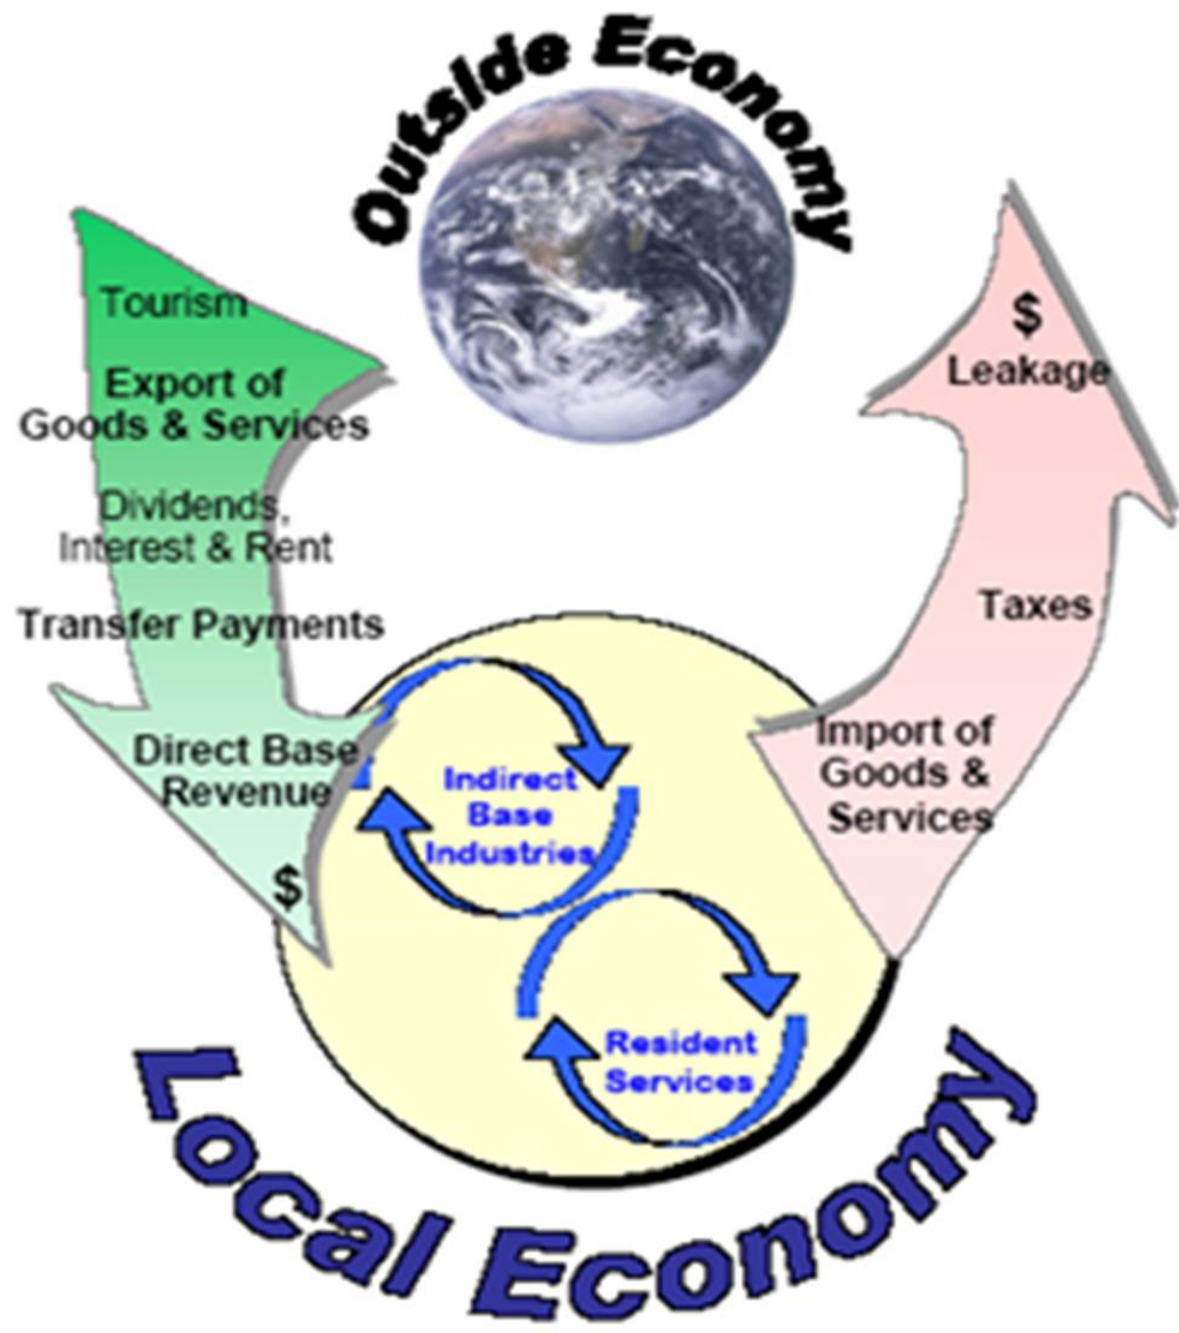 Outside Economy
Tourism
Export of
Goods & Services
Dividends,
Interest & Rent
Transfer Payments
Direct Base
Revenue
$
$
Leakage
Taxes
Import of
Goods &
Services
Indirect
Base
Industries
Resident
Services
Local Economy